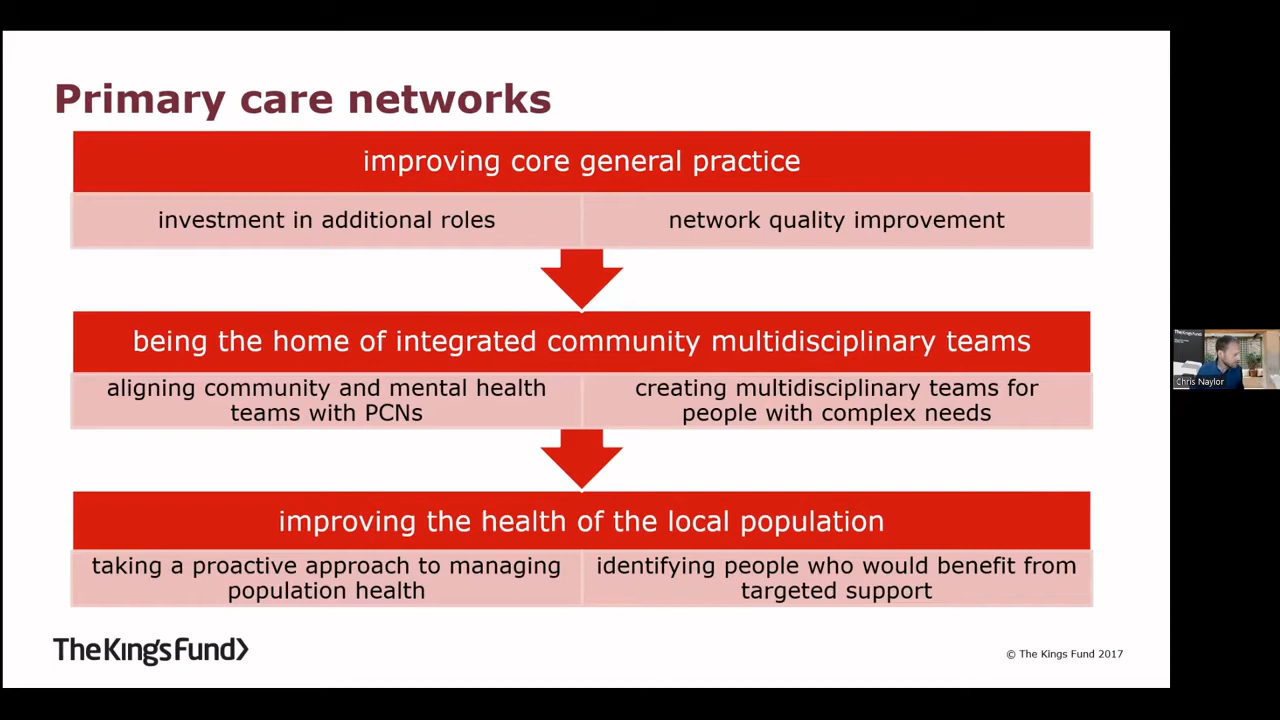 Primary care networks
improving core general practice
investment in additional roles
network quality improvement
being the home of integrated community multidisciplinary teams
aligning community and mental health
teams with PCNs
creating multidisciplinary teams for
people with complex needs
improving the health of the local population
taking a proactive approach to managing
population health
identifying people who would benefit from
targeted support
TheKingsFund
© The Kings Fund 2017
TheKingsFund
Chris Naylor